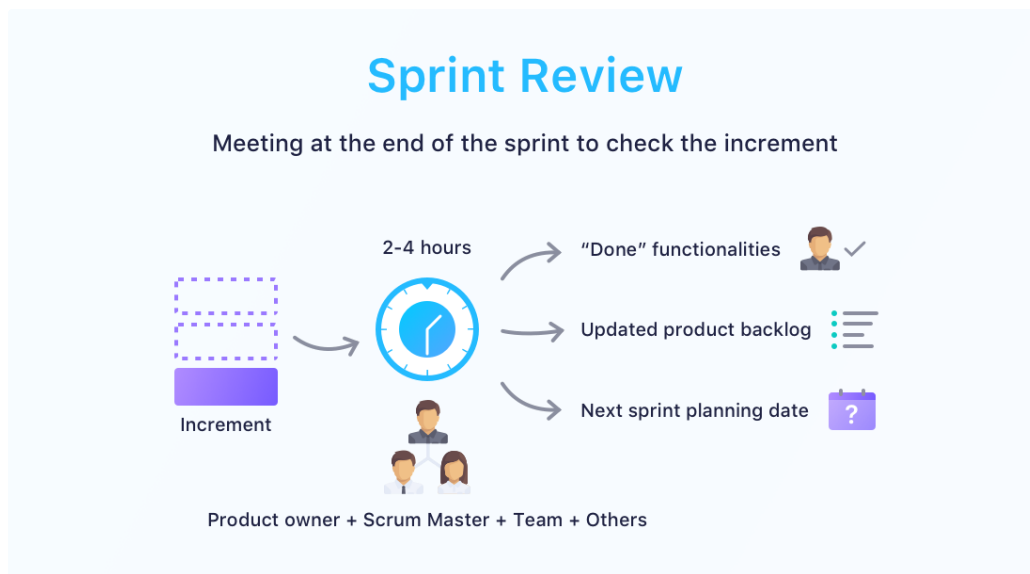 Sprint Review
Meeting at the end of the sprint to check the increment
2-4 hours
Increment
“Done” functionalities
Updated product backlog
Next sprint planning date
?
Product owner + Scrum Master + Team + Others